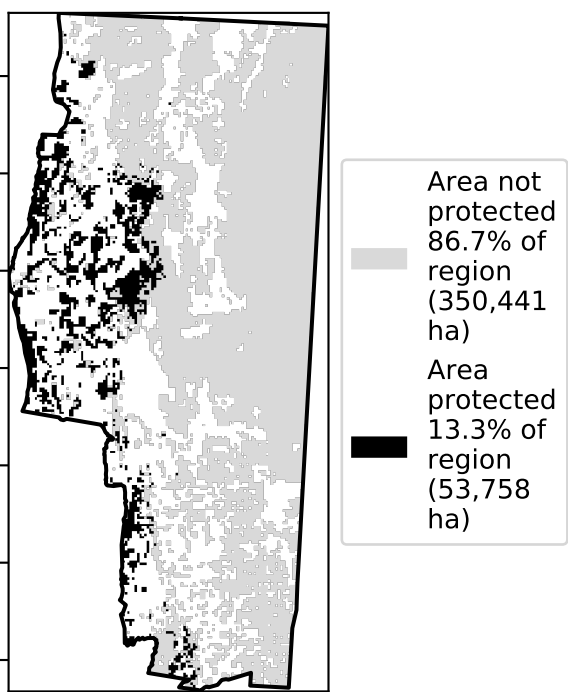 Area not
protected
86.7% of
region
(350,441
ha)
Area
protected
13.3% of
region
(53,758
ha)